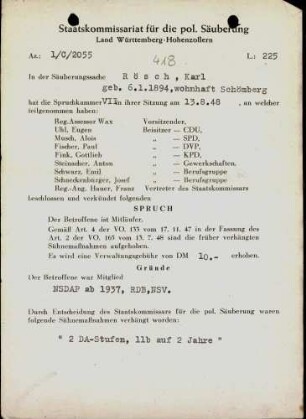 Staatskommissariat für die pol. Säuberung
Land Württemberg-Hohenzollern
Az.: 1/C/2055
418
L.: 225
In der Säuberungssache Rösch, Karl
geb. 6.1.1894, wohnhaft Schömberg
hat die Spruchkammer VII in ihrer Sitzung am 13.8.48 , an welcher
teilgenommen haben:
Reg.Assessor Wax Vorsitzender,
Uhl, Eugen Beisitzer — CDU,
Musch, Alois „ — SPD,
Fischer, Paul „ — DVP,
Fink, Gottlieb „ — KPD,
Steinacker, Anton „ — Gewerkschaften,
Schwarz, Emil „ — Berufsgruppe
Schneckenburger, Josef „ — Berufsgruppe
Reg.-Ang. Hauer, Franz Vertreter des Staatskommissars
beschlossen und verkündet folgenden
SPRUCH
Der Betroffene ist Mitläufer.
Gemäß Art. 4 der VO. 133 vom 17. 11. 47 in der Fassung des
Art. 2 der VO. 165 vom 13. 7. 48 sind die früher verhängten
Sühnemaßnahmen aufgehoben.
Es wird eine Verwaltungsgebühr von DM 10,- erhoben.
Gründe
Der Betroffene war Mitglied
NSDAP ab 1937, RDB,NSV.
Durch Entscheidung des Staatskommissars für die pol. Säuberung waren
folgende Sühnemaßnahmen verhängt worden:
" 2 DA-Stufen, 11b auf 2 Jahre "